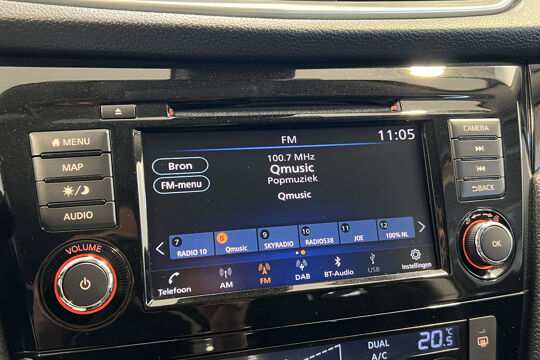 FM
11:05
CAMERA
MENU
MAP
AUDIO
BACK
Bron
FM-menu
100.7 MHz
Qmusic
Popmuziek
Qmusic
7 8 9 10 11 12
RADIO 10 Qmusic SKYRADIO RADIO538 JOE 100% NL
VOLUME
OK
Telefoon AM FM DAB BT-Audio USB Instellingen
DUAL
A/C
20.5°C